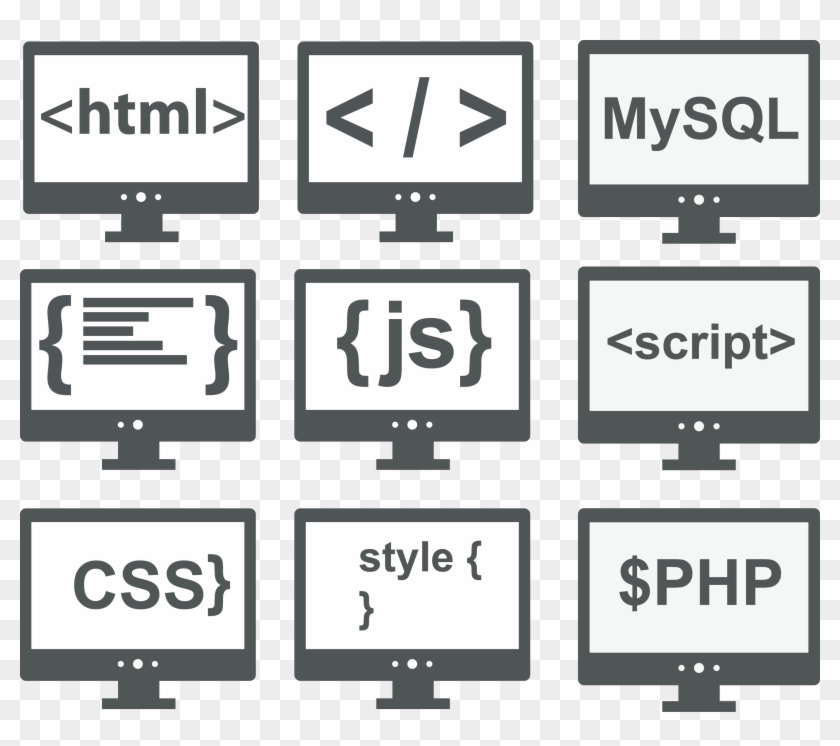 <html>
</>
MySQL
{ }
{js}
<script>
CSS}
style {
}
$PHP